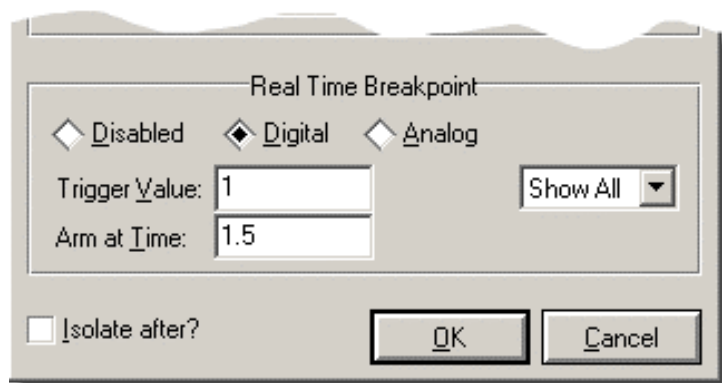 Real Time Breakpoint
Disabled Digital Analog
Trigger Value: 1 Show All
Arm at Time: 1.5
Isolate after? OK Cancel